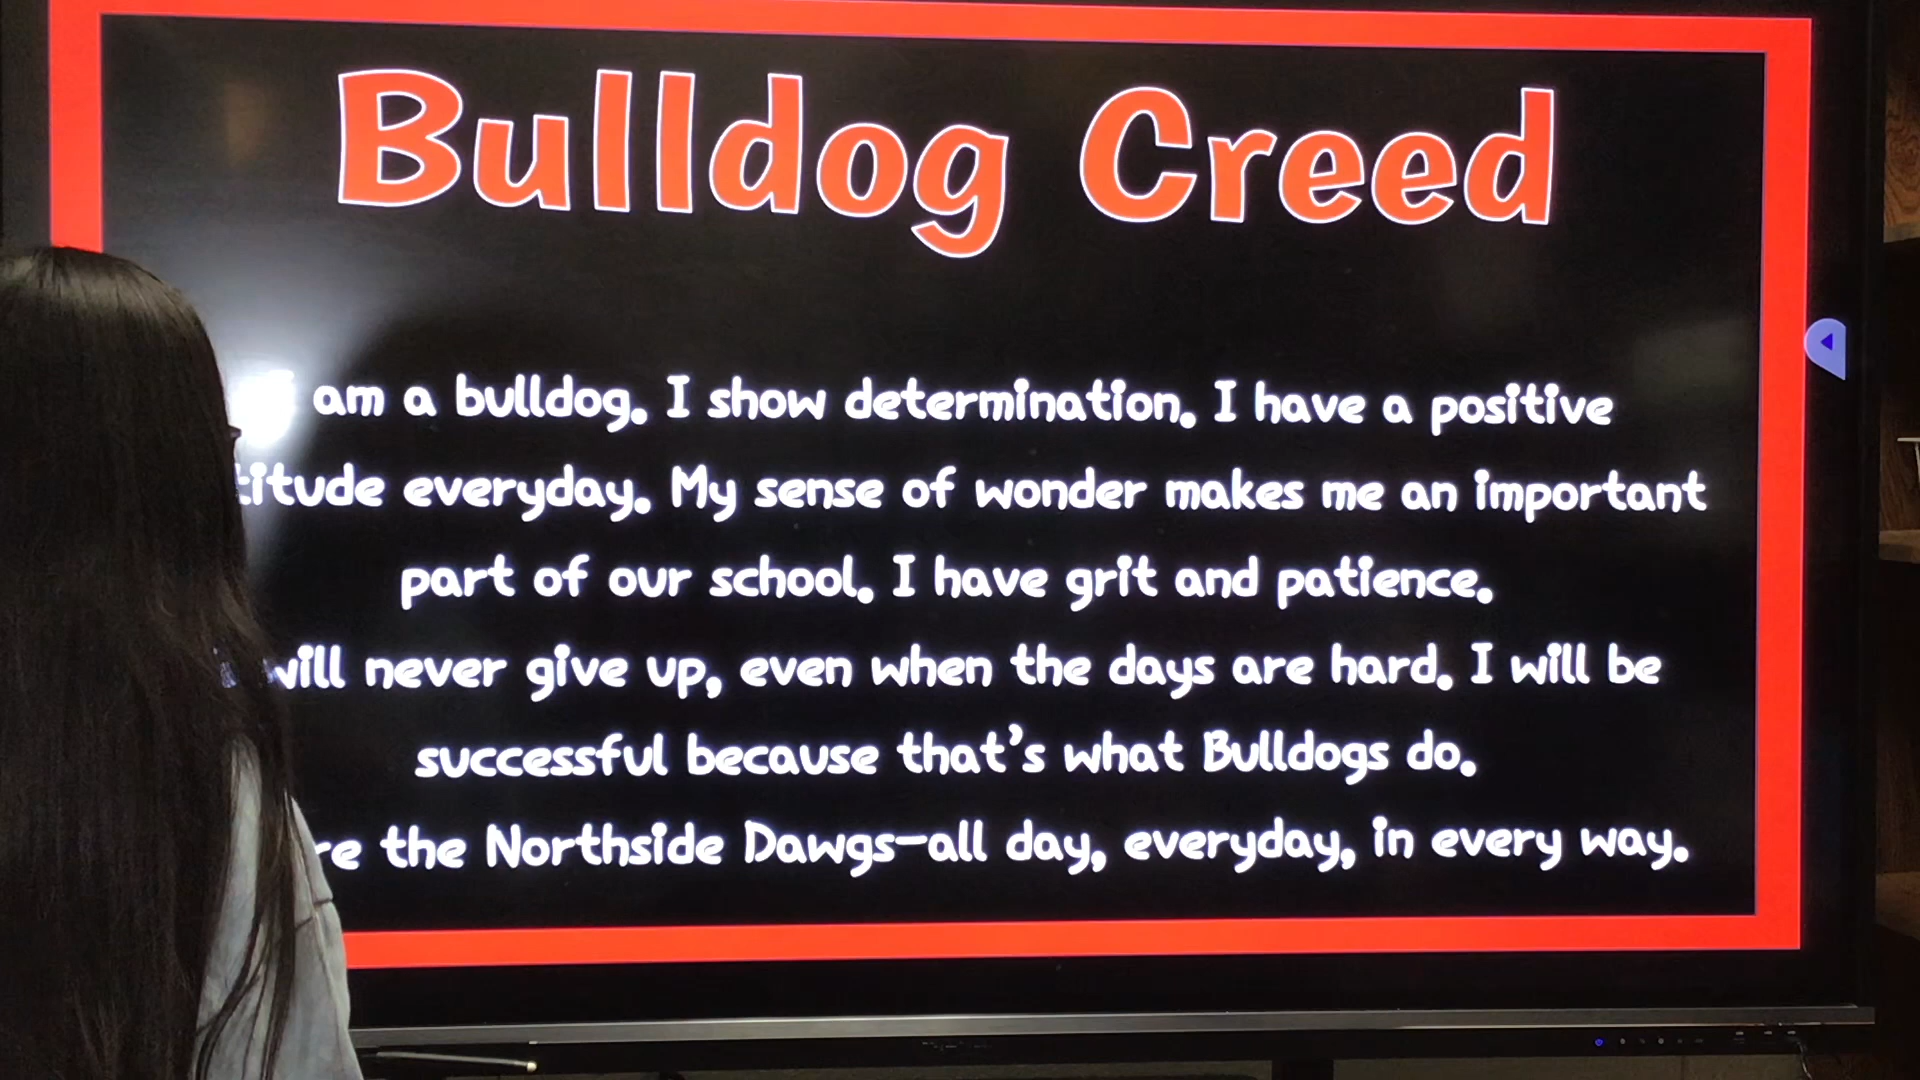 Bulldog Creed
am a bulldog. I show determination. I have a positive
everyday. My sense of wonder makes me an important
part of our school. I have grit and patience.
will never give up, even when the days are hard. I will be
successful because that's what Bulldogs do.
the Northside Dawgs—all day, everyday, in every way.